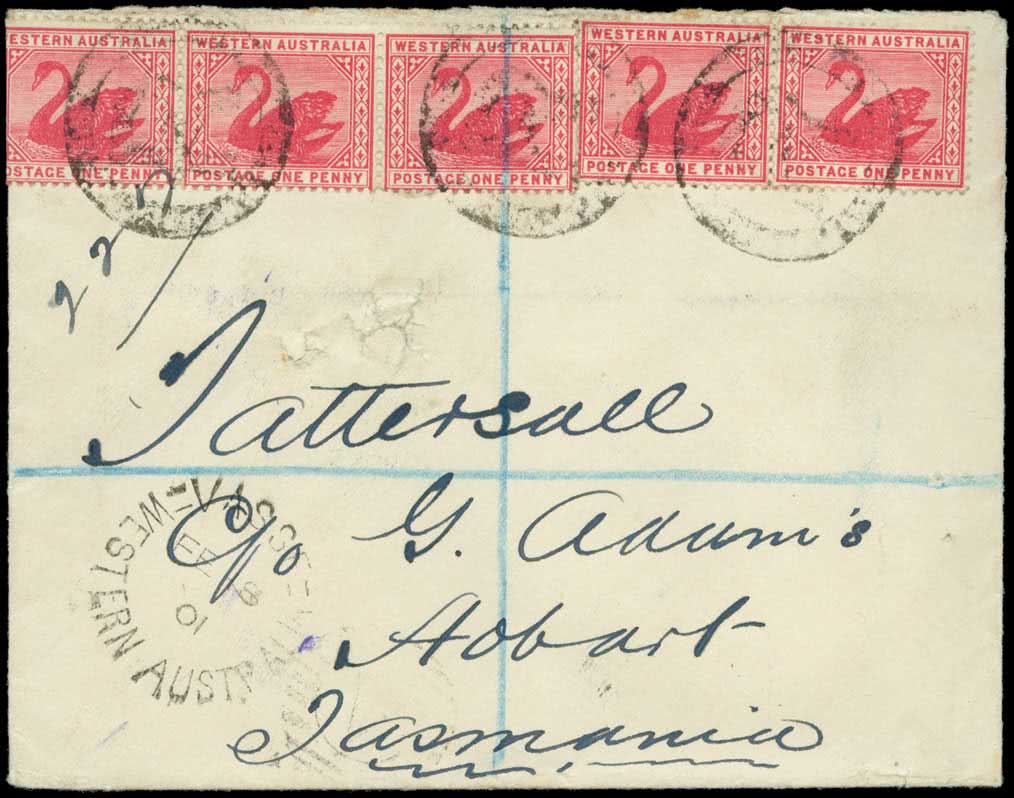 WESTERN AUSTRALIA WESTERN AUSTRALIA WESTERN AUSTRALIA WESTERN AUSTRALIA WESTERN AUSTRALIA
POSTAGE ONE PENNY POSTAGE ONE PENNY POSTAGE ONE PENNY POSTAGE ONE PENNY POSTAGE ONE PENNY
Tattersall
C/o G. Adam's
Hobart
Tasmania
WESTERN AUSTRALIA
01